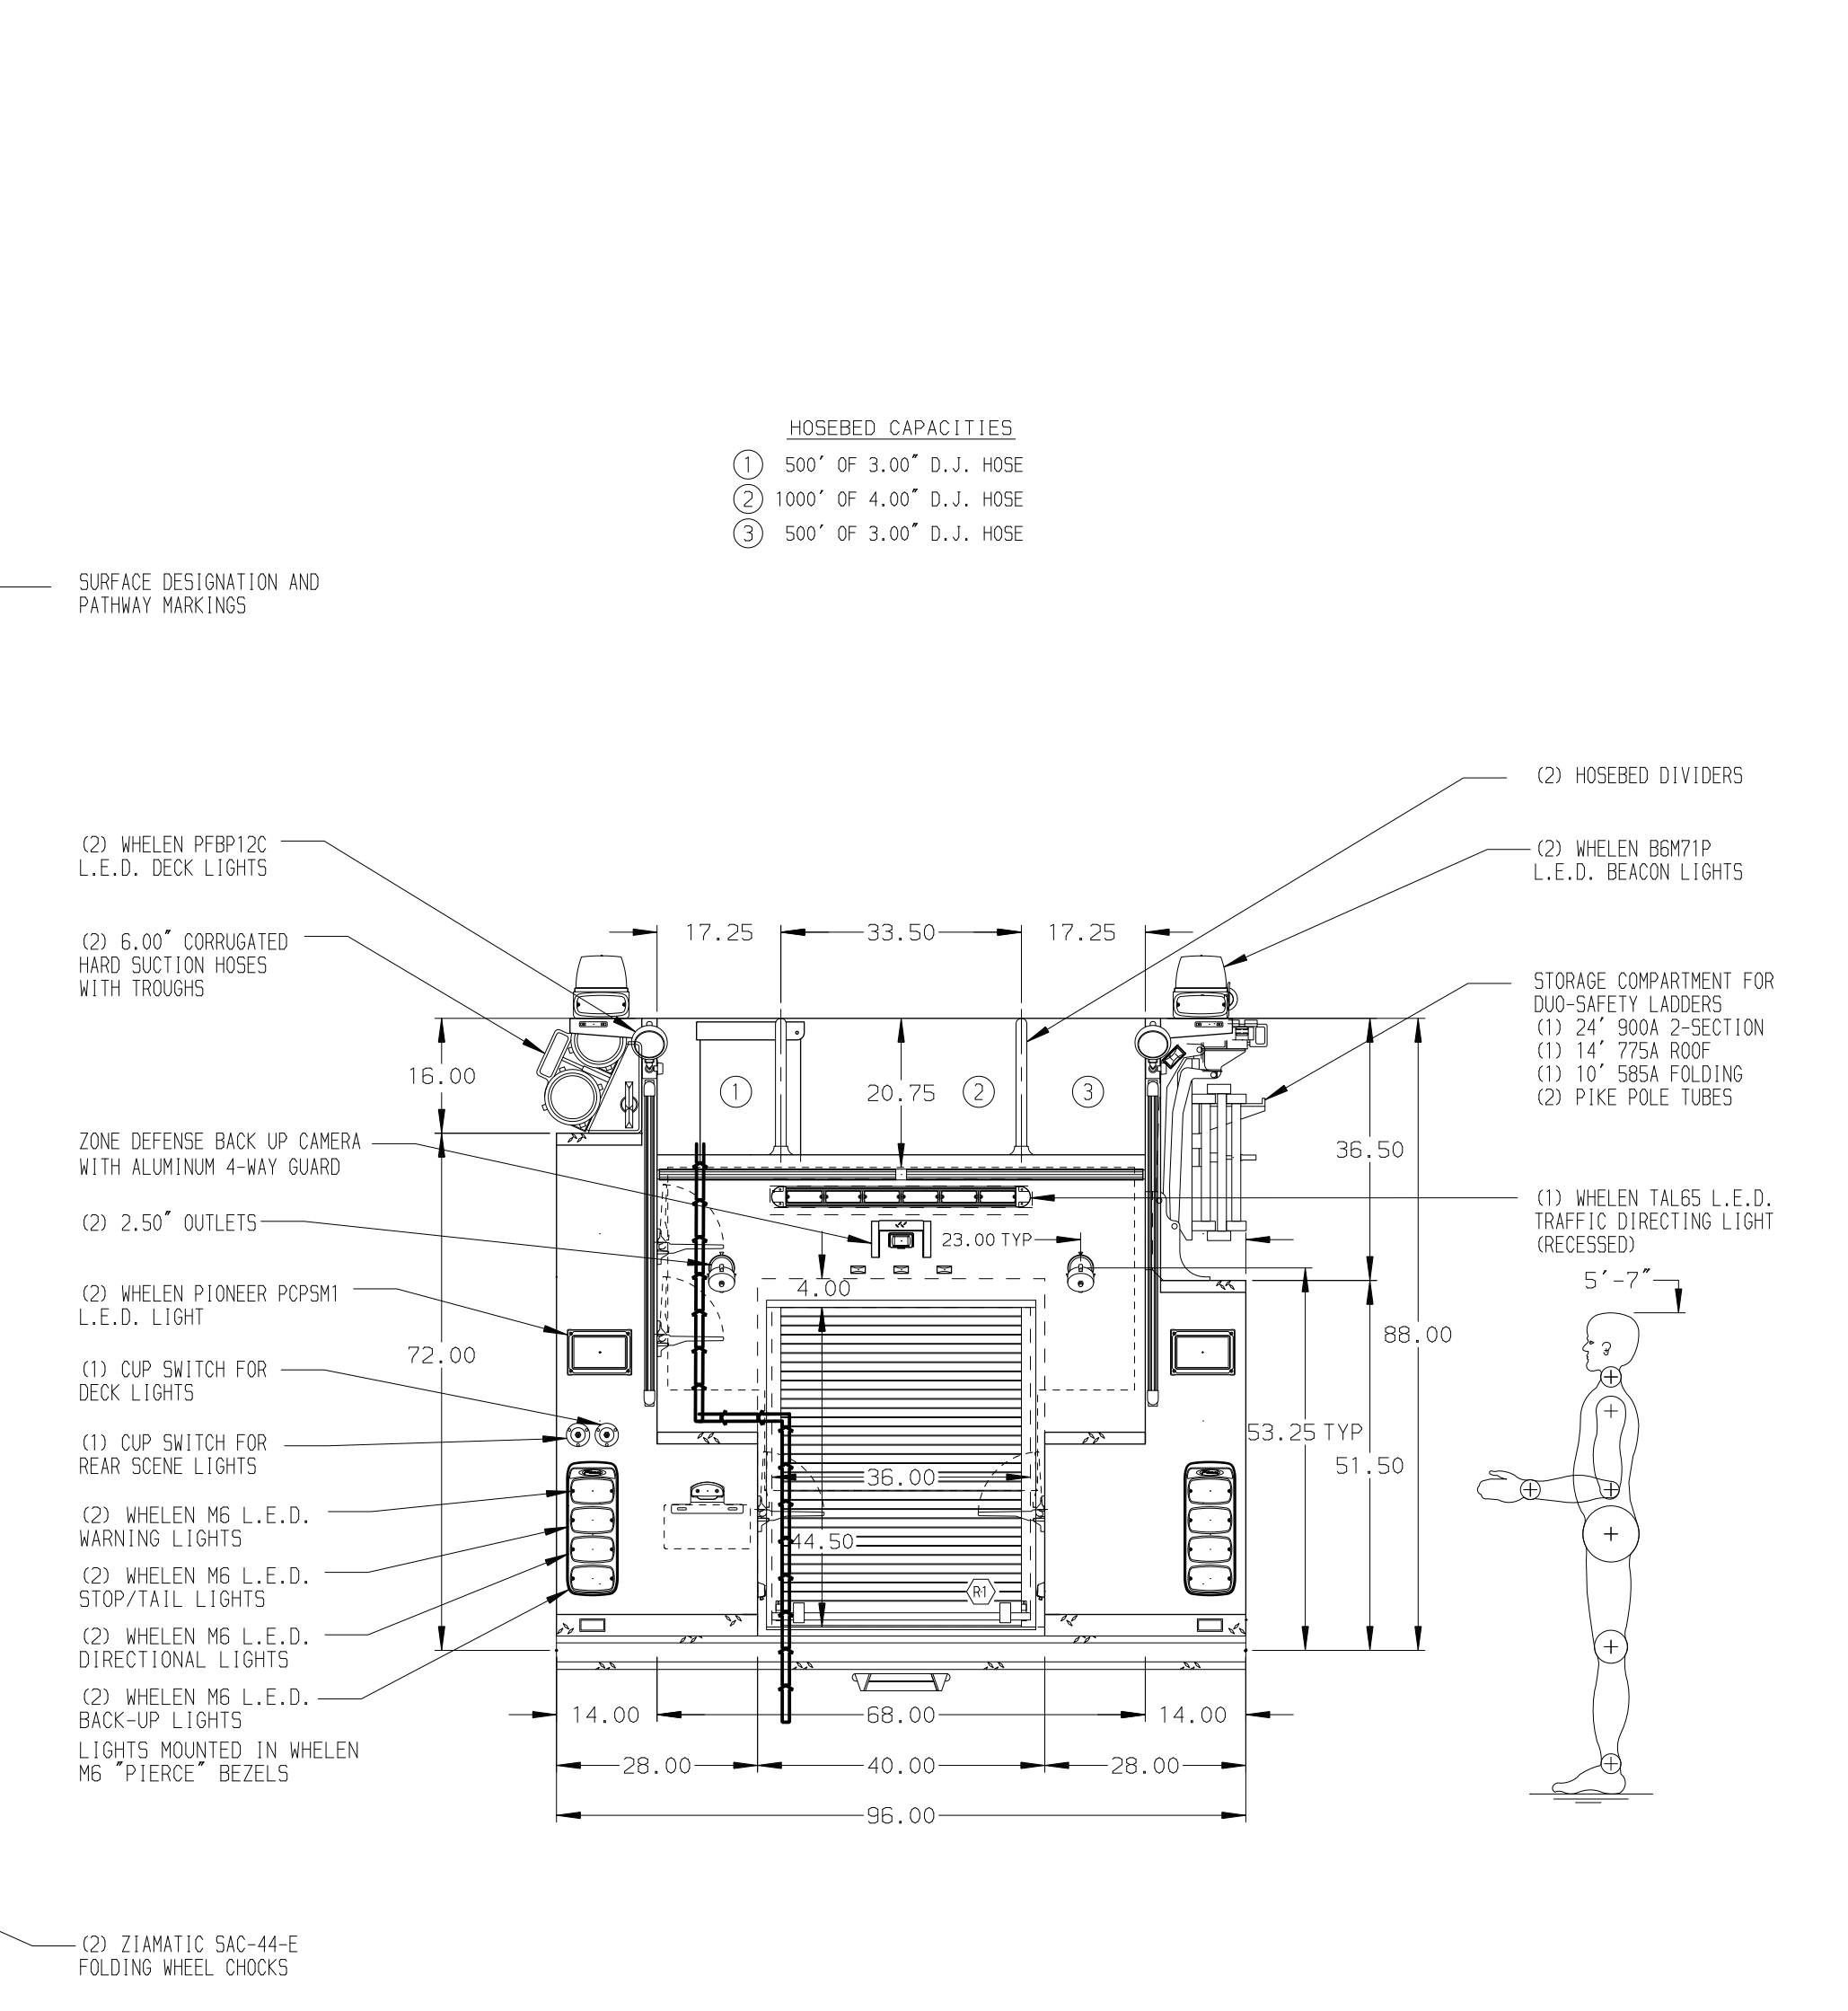 HOSEBED CAPACITIES
1 500' OF 3.00" D.J. HOSE
2 1000' OF 4.00" D.J. HOSE
3 500' OF 3.00" D.J. HOSE
SURFACE DESIGNATION AND
PATHWAY MARKINGS
(2) WHELEN PFBP12C
L.E.D. DECK LIGHTS
(2) 6.00" CORRUGATED
HARD SUCTION HOSES
WITH TROUGHS
ZONE DEFENSE BACK UP CAMERA
WITH ALUMINUM 4-WAY GUARD
(2) 2.50" OUTLETS
(2) WHELEN PIONEER PCPSM1
L.E.D. LIGHT
(1) CUP SWITCH FOR
DECK LIGHTS
(1) CUP SWITCH FOR
REAR SCENE LIGHTS
(2) WHELEN M6 L.E.D.
WARNING LIGHTS
(2) WHELEN M6 L.E.D.
STOP/TAIL LIGHTS
(2) WHELEN M6 L.E.D.
DIRECTIONAL LIGHTS
(2) WHELEN M6 L.E.D.
BACK-UP LIGHTS
LIGHTS MOUNTED IN WHELEN
M6 "PIERCE" BEZELS
(2) ZIAMATIC SAC-44-E
FOLDING WHEEL CHOCKS
17.25 33.50 17.25
16.00
1
20.75
2
3
36.50
23.00 TYP
4.00
72.00
88.00
53.25 TYP
51.50
36.00
44.50
R1
14.00 68.00 14.00
28.00 40.00 28.00
96.00
(2) HOSEBED DIVIDERS
(2) WHELEN B6M71P
L.E.D. BEACON LIGHTS
STORAGE COMPARTMENT FOR
DUO-SAFETY LADDERS
(1) 24' 900A 2-SECTION
(1) 14' 775A ROOF
(1) 10' 585A FOLDING
(2) PIKE POLE TUBES
(1) WHELEN TAL65 L.E.D.
TRAFFIC DIRECTING LIGHT
(RECESSED)
5'-7"